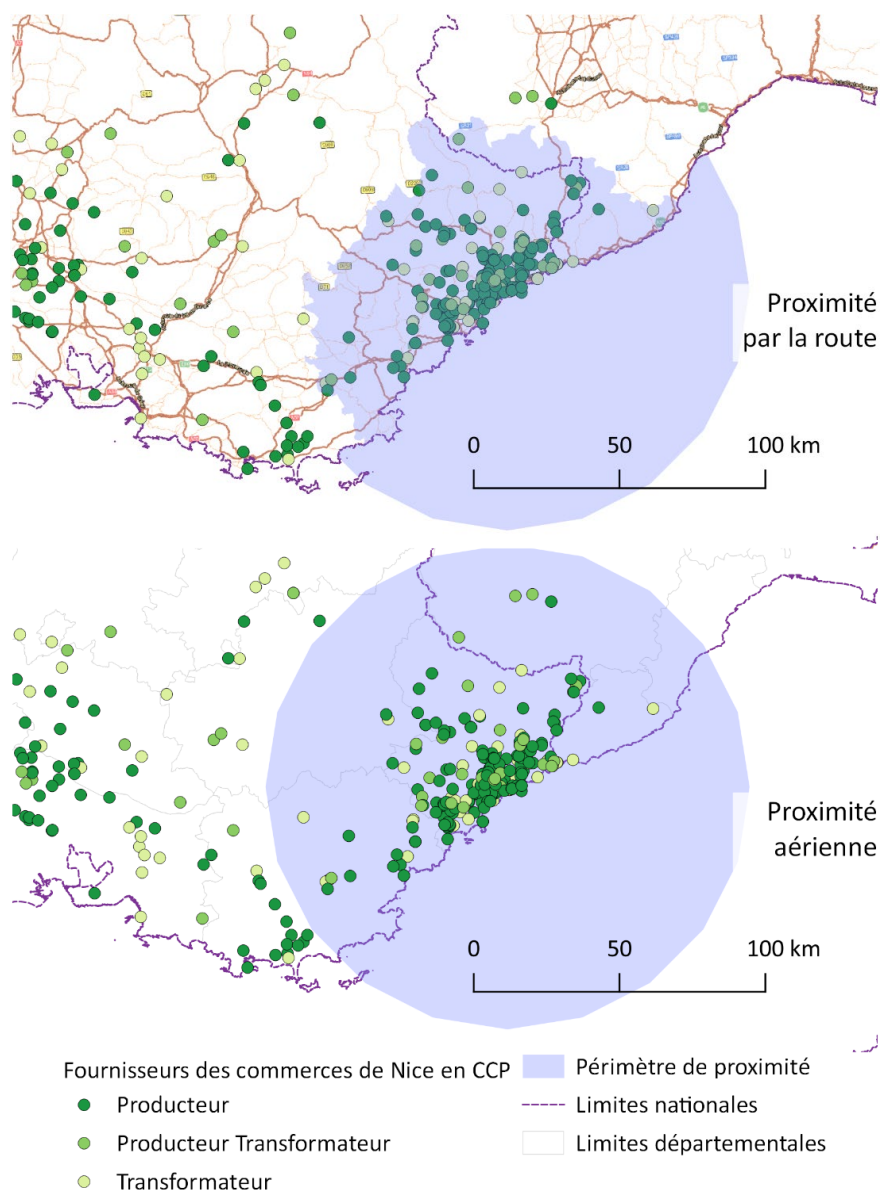 Proximité
par la route
0 50 100 km
Proximité
aérienne
0 50 100 km
Fournisseurs des commerces de Nice en CCP
Producteur
Producteur Transformateur
Transformateur
Périmètre de proximité
Limites nationales
Limites départementales